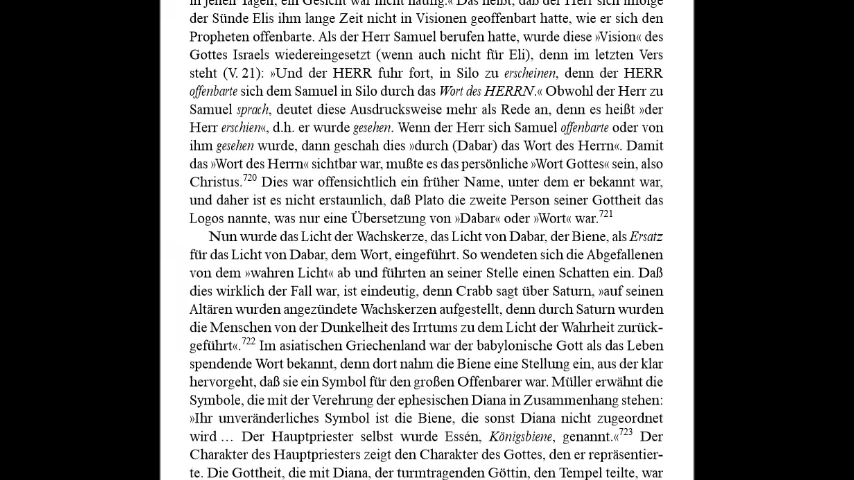 in jenen Tagen, ein Gesicht war nicht häufig.« Das heißt, daß der Herr sich infolge
der Sünde Elis ihm lange Zeit nicht in Visionen geoffenbart hatte, wie er sich den
Propheten offenbarte. Als der Herr Samuel berufen hatte, wurde diese »Vision« des
Gottes Israels wiedereingesetzt (wenn auch nicht für Eli), denn im letzten Vers
steht (V. 21): »Und der HERR fuhr fort, in Silo zu erscheinen, denn der HERR
offenbarte sich dem Samuel in Silo durch das Wort des HERRN.« Obwohl der Herr zu
Samuel sprach, deutet diese Ausdrucksweise mehr als Rede an, denn es heißt »der
Herr erschien«, d.h. er wurde gesehen. Wenn der Herr sich Samuel offenbarte oder von
ihm gesehen wurde, dann geschah dies »durch (Dabar) das Wort des Herrn«. Damit
das »Wort des Herrn« sichtbar war, mußte es das persönliche »Wort Gottes« sein, also
Christus.720 Dies war offensichtlich ein früher Name, unter dem er bekannt war,
und daher ist es nicht erstaunlich, daß Plato die zweite Person seiner Gottheit das
Logos nannte, was nur eine Übersetzung von »Dabar« oder »Wort« war.721
Nun wurde das Licht der Wachskerze, das Licht von Dabar, der Biene, als Ersatz
für das Licht von Dabar, dem Wort, eingeführt. So wendeten sich die Abgefallenen
von dem »wahren Licht« ab und führten an seiner Stelle einen Schatten ein. Daß
dies wirklich der Fall war, ist eindeutig, denn Crabb sagt über Saturn, »auf seinen
Altären wurden angezündete Wachskerzen aufgestellt, denn durch Saturn wurden
die Menschen von der Dunkelheit des Irrtums zu dem Licht der Wahrheit zurück-
geführt«.722 Im asiatischen Griechenland war der babylonische Gott als das Leben
spendende Wort bekannt, denn dort nahm die Biene eine Stellung ein, aus der klar
hervorgeht, daß sie ein Symbol für den großen Offenbarer war. Müller erwähnt die
Symbole, die mit der Verehrung der ephesischen Diana in Zusammenhang stehen:
»Ihr unveränderliches Symbol ist die Biene, die sonst Diana nicht zugeordnet
wird … Der Hauptpriester selbst wurde Essén, Königsbiene, genannt.«723 Der
Charakter des Hauptpriesters zeigt den Charakter des Gottes, den er repräsentier-
te. Die Gottheit, die mit Diana, der turmtragenden Göttin, den Tempel teilte, war